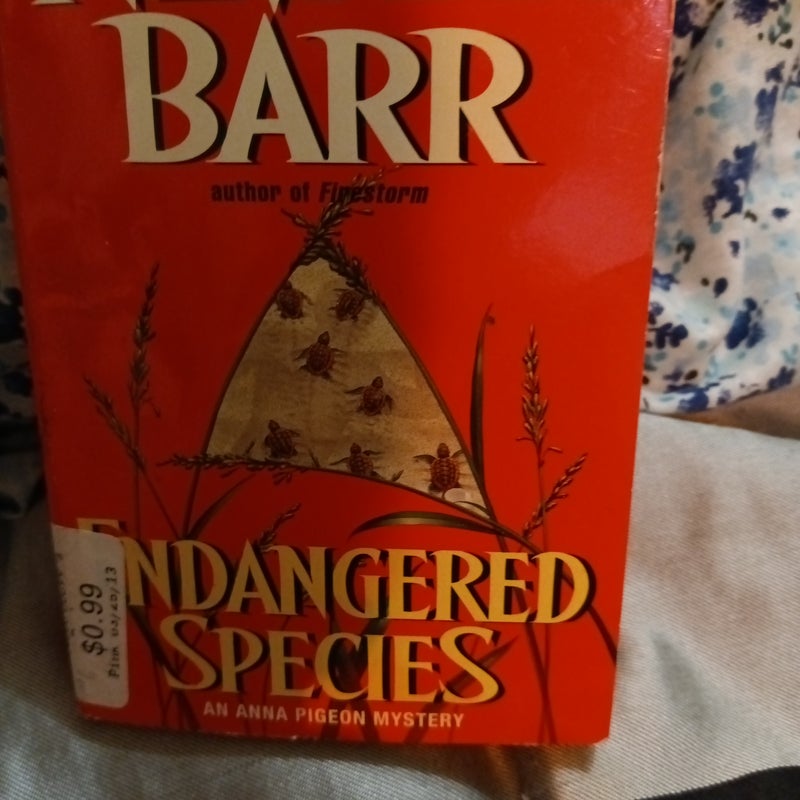 BARR
author of Firestorm
ENDANGERED
SPECIES
AN ANNA PIGEON MYSTERY
$0.99